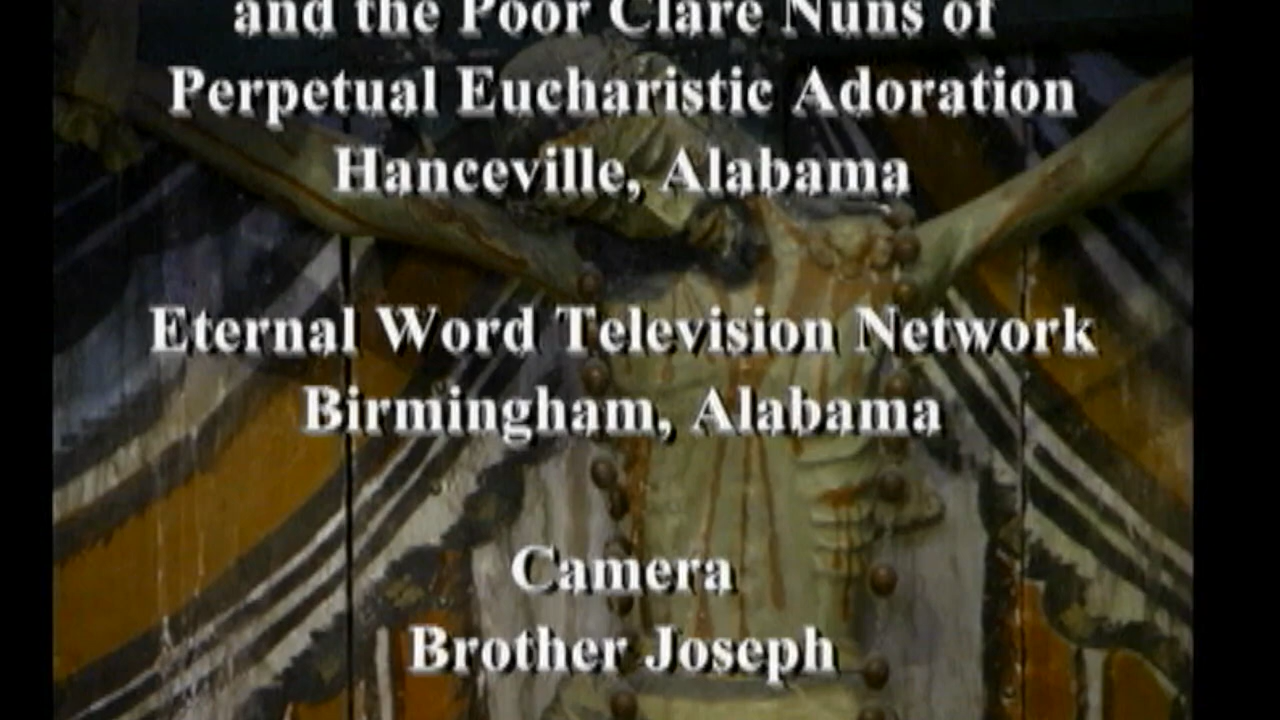 and the Poor Clare Nuns of
Perpetual Eucharistic Adoration
Hanceville, Alabama
Eternal Word Television Network
Birmingham, Alabama
Camera
Brother Joseph